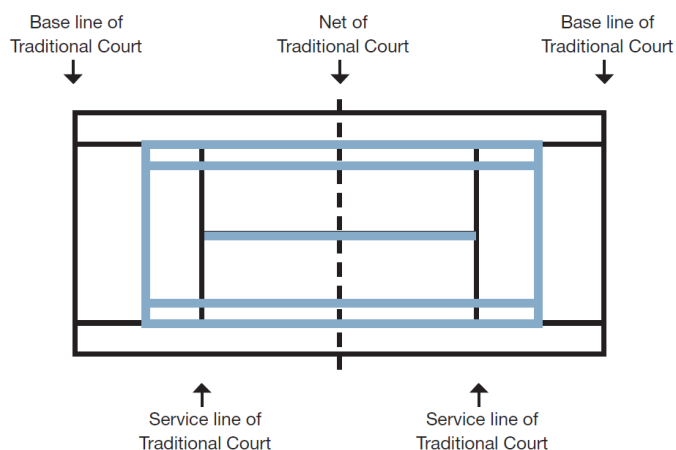 Base line of
Traditional Court
Net of
Traditional Court
Base line of
Traditional Court
Service line of
Traditional Court
Service line of
Traditional Court